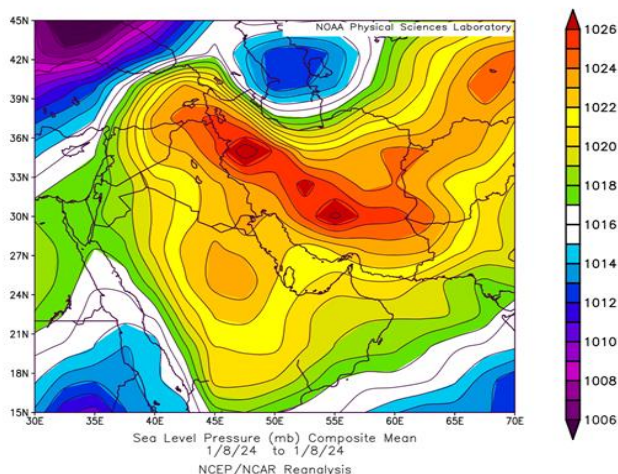 NOAA Physical Sciences Laboratory
45N
42N
39N
36N
33N
30N
27N
24N
21N
18N
15N
30E 35E 40E 45E 50E 55E 60E 65E 70E
1026
1024
1022
1020
1018
1016
1014
1012
1010
1008
1006
Sea Level Pressure (mb) Composite Mean
1/8/24 to 1/8/24
NCEP/NCAR Reanalysis